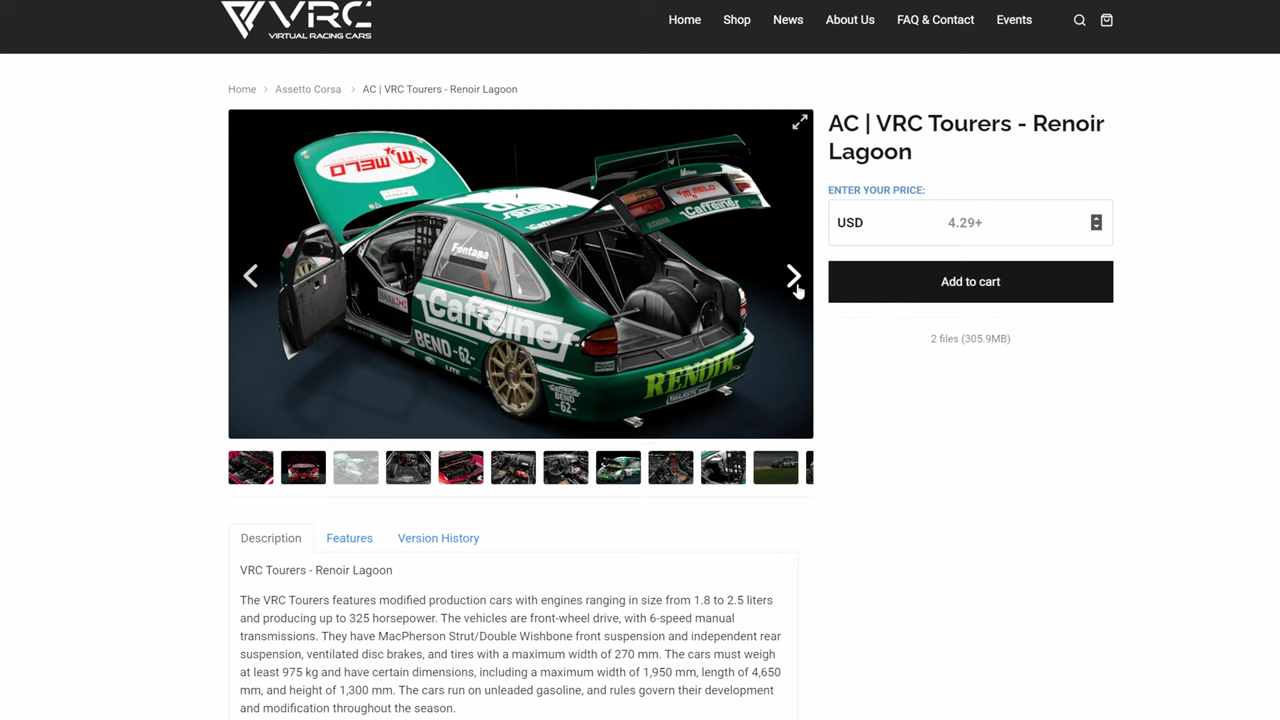 VRC
VIRTUAL RACING CARS
Home
Shop
News
About Us
FAQ & Contact
Events
Home > Assetto Corsa > AC | VRC Tourers - Renoir Lagoon
MELD
Caffeine
Fontana
Caffeine
BEND -62-
LITE
Caffeine
BEND
-62-
RENOIR
AC | VRC Tourers - Renoir
Lagoon
ENTER YOUR PRICE:
USD
4.29+
Add to cart
2 files (305.9MB)
Description
Features
Version History
VRC Tourers - Renoir Lagoon
The VRC Tourers features modified production cars with engines ranging in size from 1.8 to 2.5 liters
and producing up to 325 horsepower. The vehicles are front-wheel drive, with 6-speed manual
transmissions. They have MacPherson Strut/Double Wishbone front suspension and independent rear
suspension, ventilated disc brakes, and tires with a maximum width of 270 mm. The cars must weigh
at least 975 kg and have certain dimensions, including a maximum width of 1,950 mm, length of 4,650
mm, and height of 1,300 mm. The cars run on unleaded gasoline, and rules govern their development
and modification throughout the season.